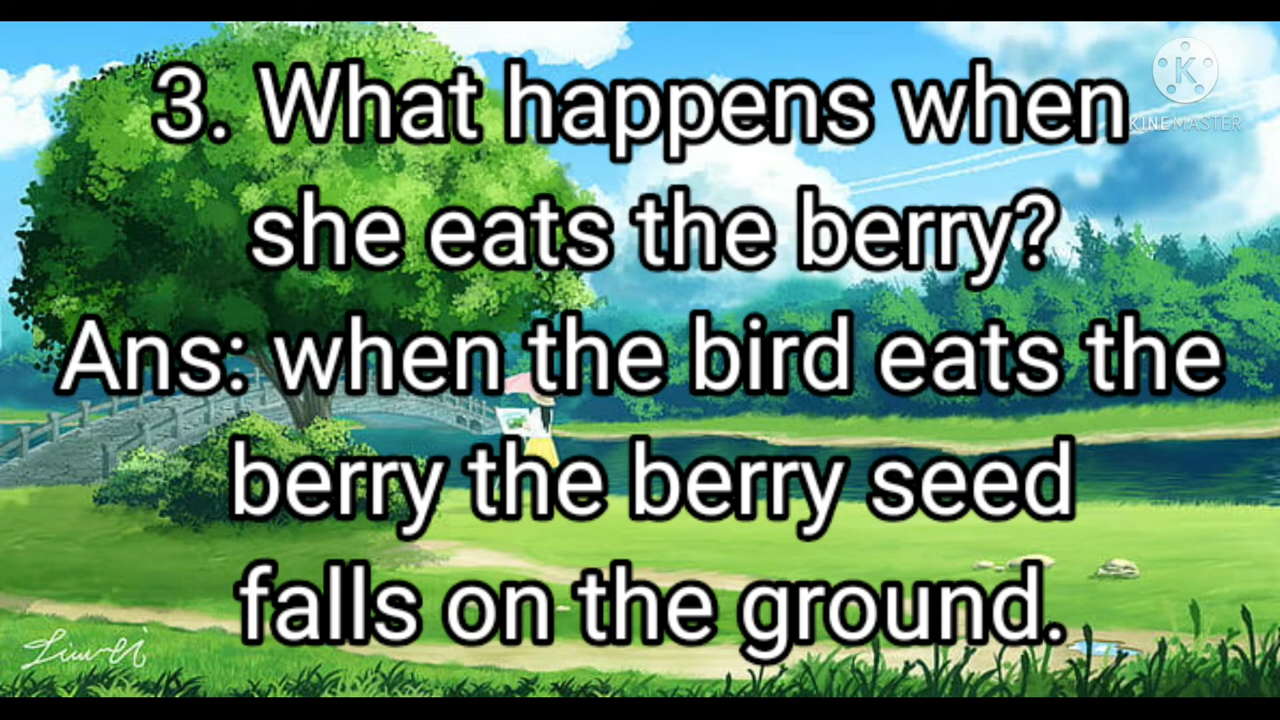 3. What happens when
she eats the berry?
Ans: when the bird eats the
berry the berry seed
falls on the ground.
K
KINEMASTER